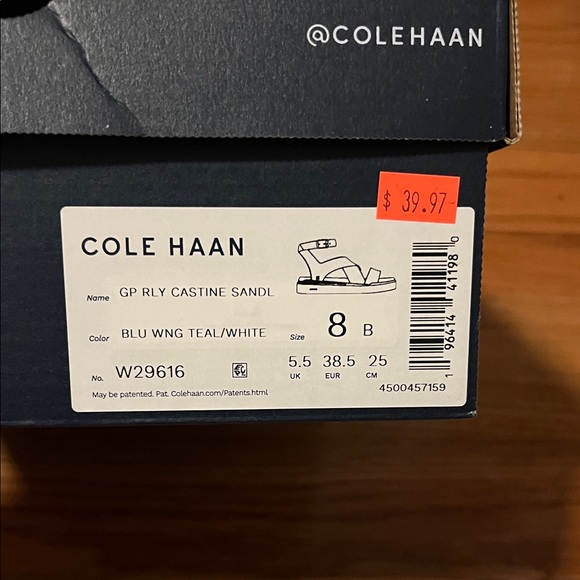 @COLEHAAN
$ 39.97
COLE HAAN
Name GP RLY CASTINE SANDL
Color BLU WNG TEAL/WHITE
Size 8 B
No. W29616
5.5 38.5 25
UK EUR CM
May be patented. Pat. Colehaan.com/Patents.html
4500457159
1 96414 41198 0